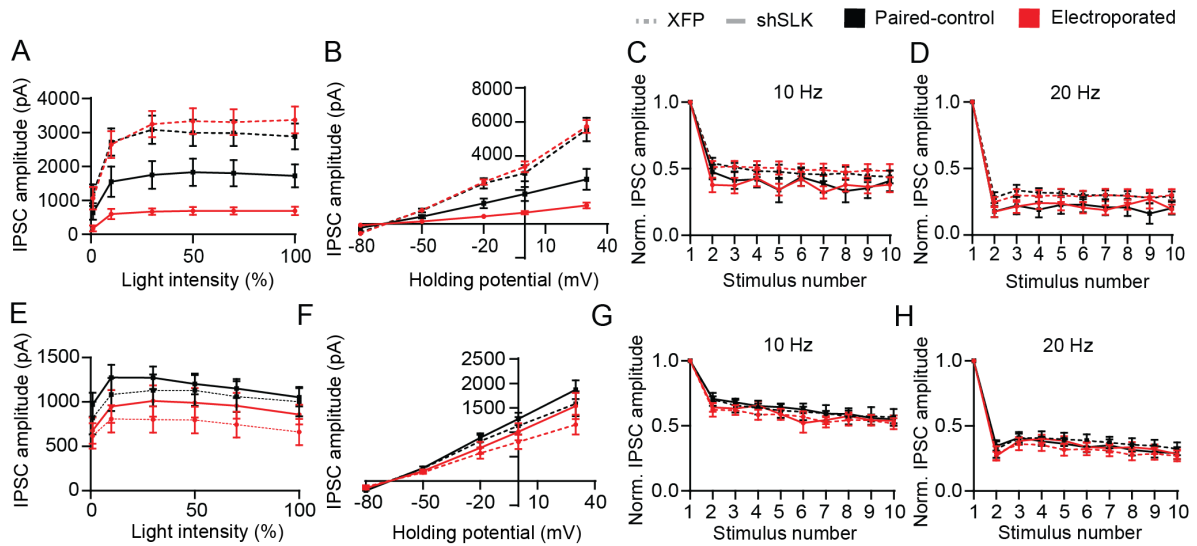 XFP shSLK Paired-control Electroporated
A
IPSC amplitude (pA)
4000
3000
2000
1000
0
0 50 100
Light intensity (%)
B
IPSC amplitude (pA)
8000
6000
4000
-80 -50 -20 40
Holding potential (mV)
C
10 Hz
Norm. IPSC amplitude
1.0
0.5
0.0
1 2 3 4 5 6 7 8 9 10
Stimulus number
D
20 Hz
Norm. IPSC amplitude
1.0
0.5
0.0
1 2 3 4 5 6 7 8 9 10
Stimulus number
E
IPSC amplitude (pA)
1500
1000
500
0
0 50 100
Light intensity (%)
F
IPSC amplitude (pA)
2500
2000
1500
-80 -50 -20 40
Holding potential (mV)
G
10 Hz
Norm. IPSC amplitude
1.0
0.5
0.0
1 2 3 4 5 6 7 8 9 10
Stimulus number
H
20 Hz
Norm. IPSC amplitude
1.0
0.5
0.0
1 2 3 4 5 6 7 8 9 10
Stimulus number